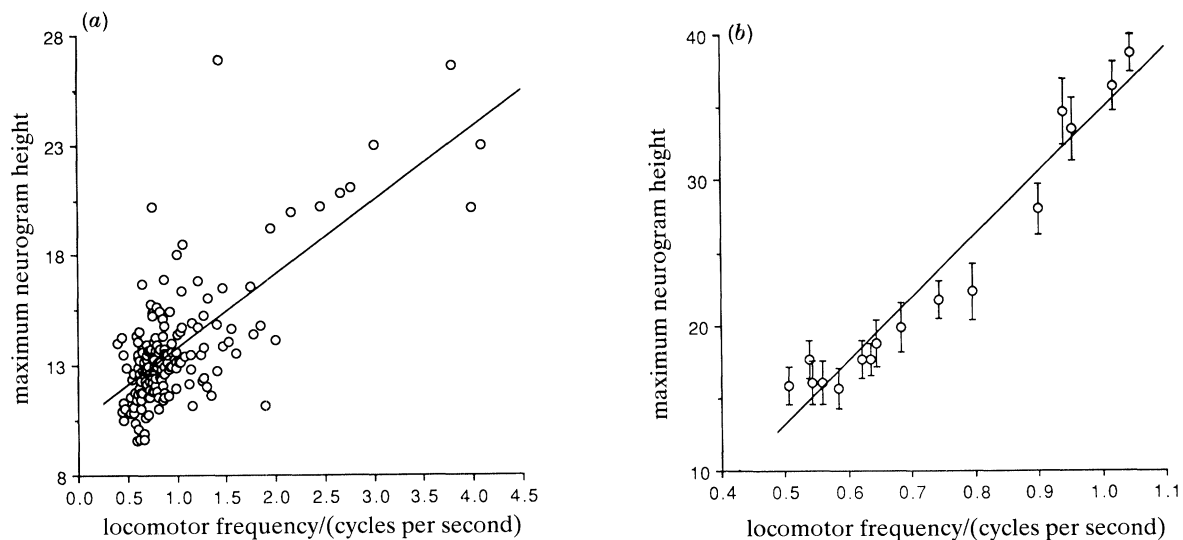 (a)
28
23
18
13
8
maximum neurogram height
0.0 0.5 1.0 1.5 2.0 2.5 3.0 3.5 4.0 4.5
locomotor frequency/(cycles per second)
(b)
40
30
20
10
maximum neurogram height
0.4 0.5 0.6 0.7 0.8 0.9 1.0 1.1
locomotor frequency/(cycles per second)